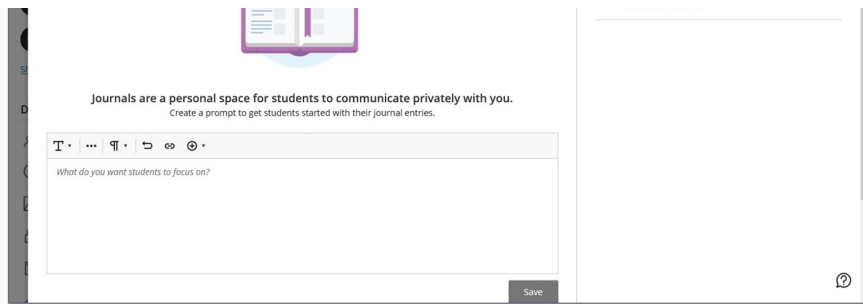 Journals are a personal space for students to communicate privately with you.
Create a prompt to get students started with their journal entries.
What do you want students to focus on?
Save